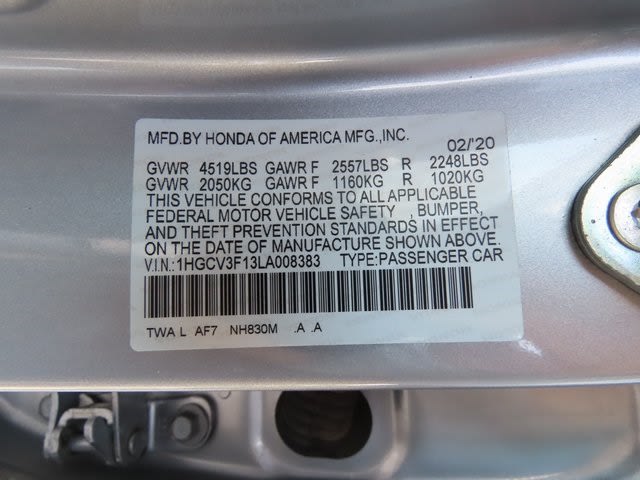 MFD.BY HONDA OF AMERICA MFG.,INC. 02/'20
GVWR 4519LBS GAWR F 2557LBS R 2248LBS
GVWR 2050KG GAWR F 1160KG R 1020KG
THIS VEHICLE CONFORMS TO ALL APPLICABLE
FEDERAL MOTOR VEHICLE SAFETY , BUMPER,
AND THEFT PREVENTION STANDARDS IN EFFECT
ON THE DATE OF MANUFACTURE SHOWN ABOVE.
V.I.N.:1HGCV3F13LA008383 TYPE:PASSENGER CAR
TWA L AF7 NH830M .A .A